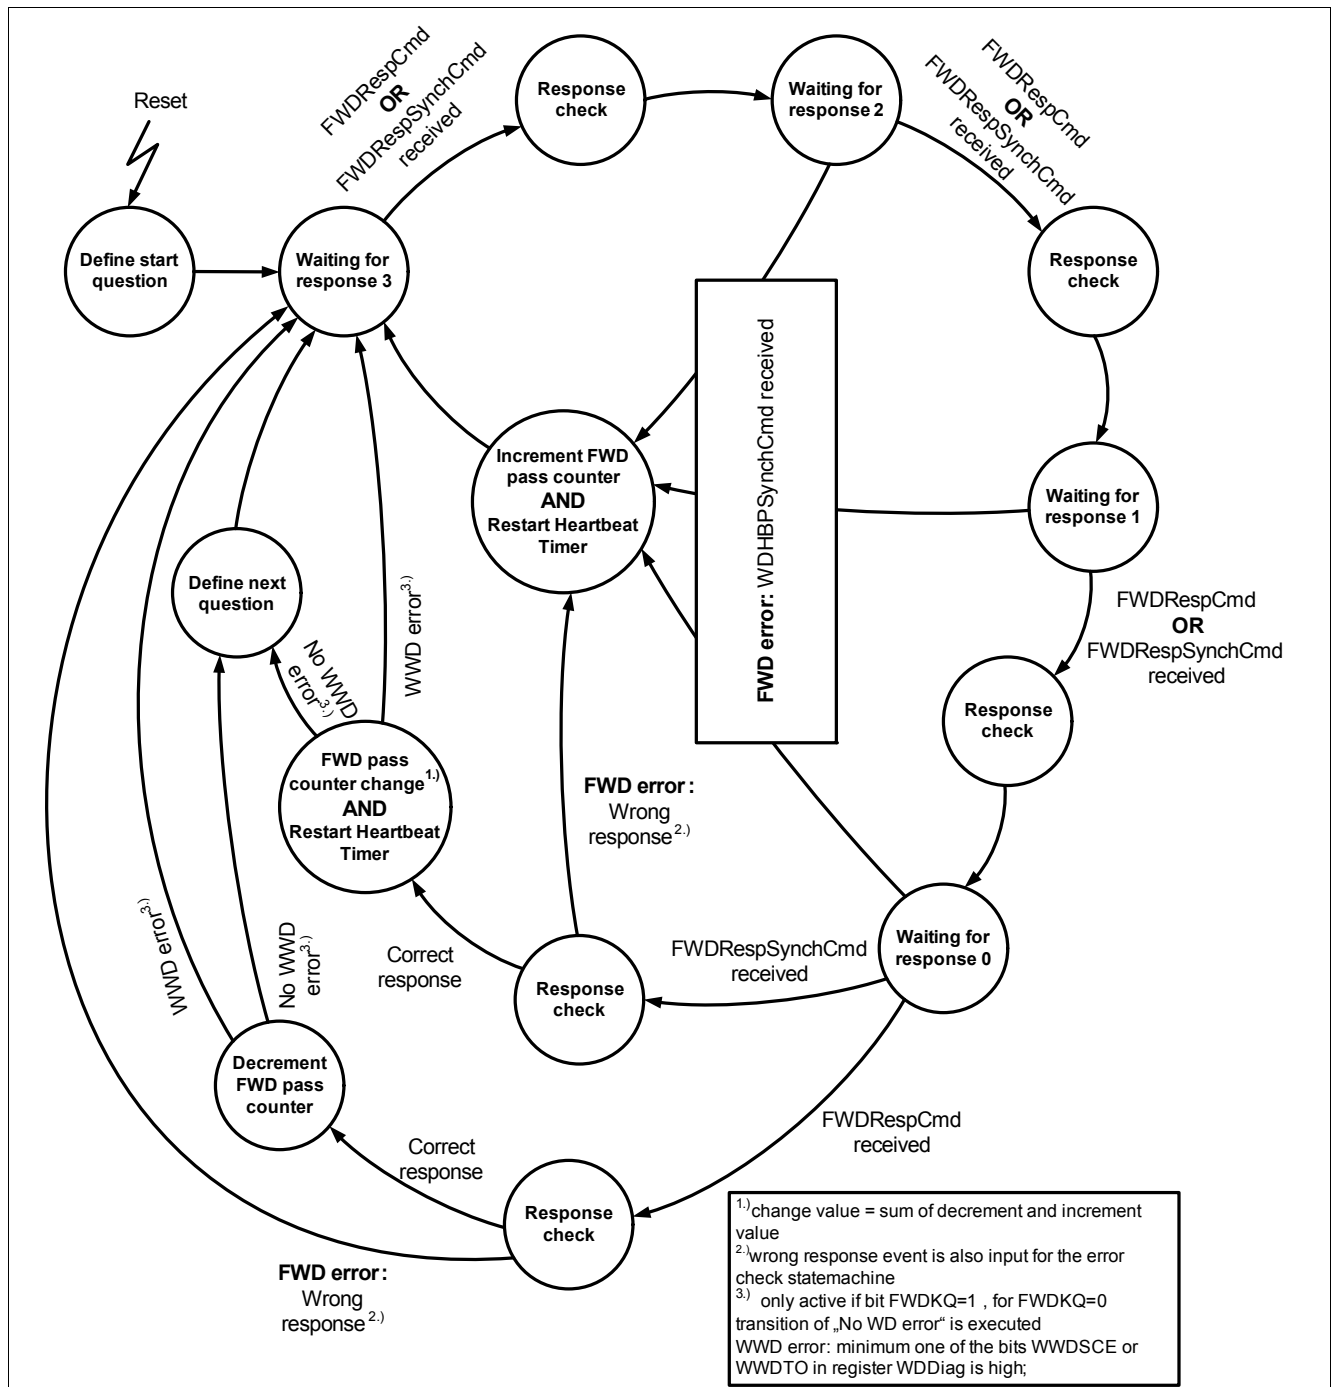 Reset
Define start
question
Waiting for
response 3
FWDRespCmd
OR
FWDRespSynchCmd
received
Response
check
Waiting for
response 2
FWDRespCmd
OR
FWDRespSynchCmd
received
Response
check
Waiting for
response 1
FWDRespCmd
OR
FWDRespSynchCmd
received
Response
check
Waiting for
response 0
FWD error: WDHBPSynchCmd received
Increment FWD
pass counter
AND
Restart Heartbeat
Timer
Define next
question
No WWD
error3.)
WWD error3.)
FWD pass
counter change1.)
AND
Restart Heartbeat
Timer
FWD error:
Wrong
response2.)
Correct
response
Response
check
FWDRespSynchCmd
received
WWD error3.)
No WWD
error3.)
Decrement
FWD pass
counter
FWDRespCmd
received
Correct
response
Response
check
FWD error:
Wrong
response2.)
1.)change value = sum of decrement and increment
value
2.)wrong response event is also input for the error
check statemachine
3.) only active if bit FWDKQ=1 , for FWDKQ=0
transition of „No WD error“ is executed
WWD error: minimum one of the bits WWDSCE or
WWDTO in register WDDiag is high;